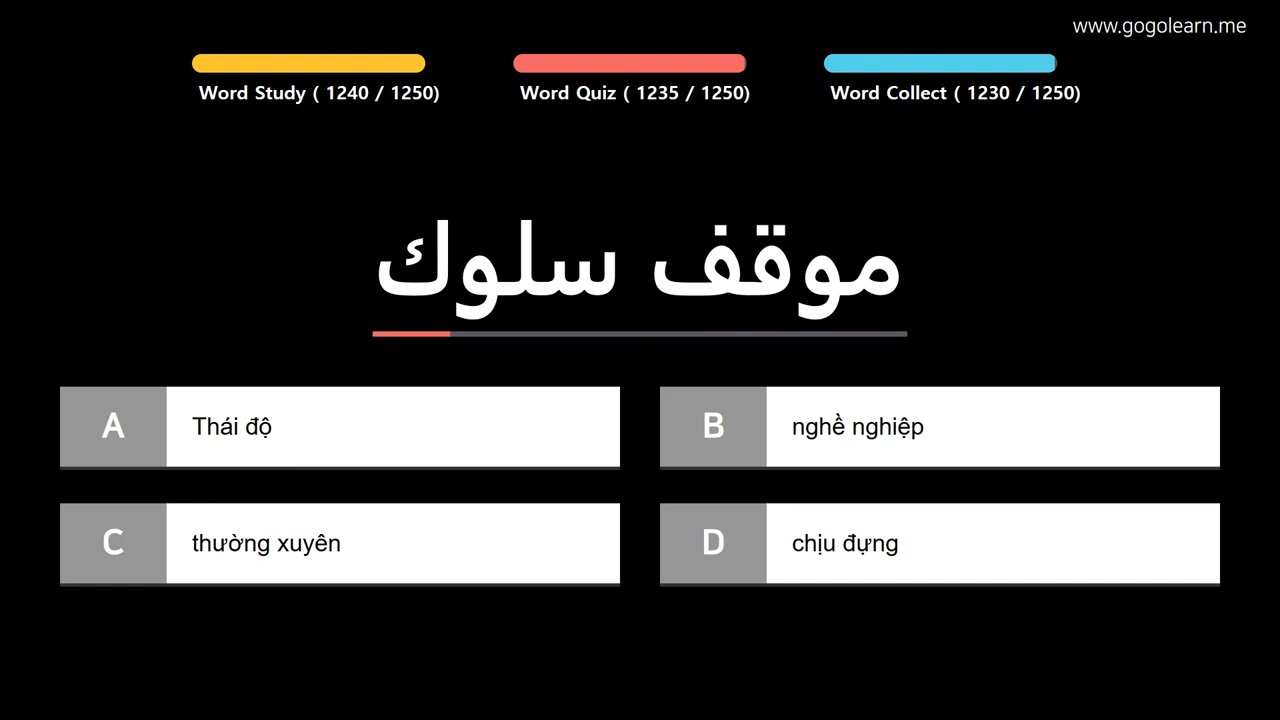 www.gogolearn.me
Word Study ( 1240 / 1250)
Word Quiz ( 1235 / 1250)
Word Collect ( 1230 / 1250)
موقف سلوك
A
Thái độ
B
nghề nghiệp
C
thường xuyên
D
chịu đựng